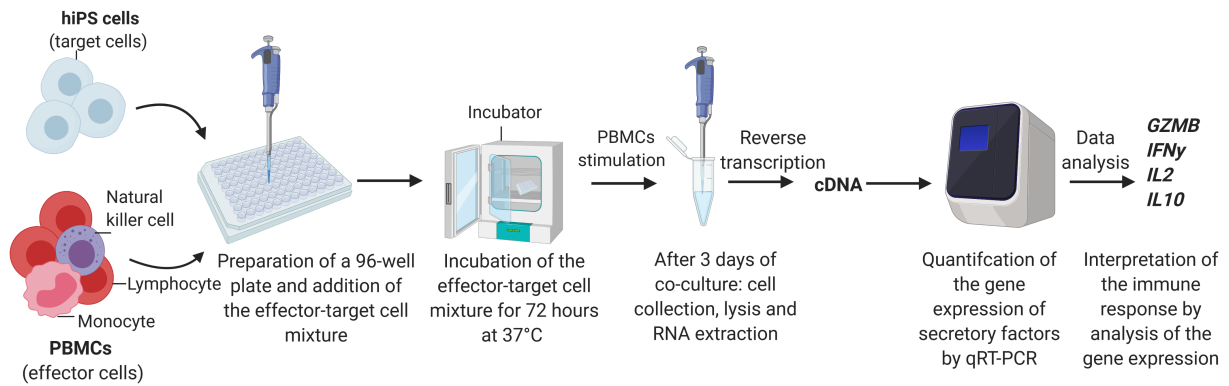 hiPS cells
(target cells)
Natural
killer cell
Lymphocyte
Monocyte
PBMCs
(effector cells)
Preparation of a 96-well
plate and addition of
the effector-target cell
mixture
Incubator
Incubation of the
effector-target cell
mixture for 72 hours
at 37°C
PBMCs
stimulation
After 3 days of
co-culture: cell
collection, lysis and
RNA extraction
Reverse
transcription
cDNA
Quantifcation of
the gene
expression of
secretory factors
by qRT-PCR
Data
analysis
GZMB
IFNy
IL2
IL10
Interpretation of
the immune
response by
analysis of the
gene expression